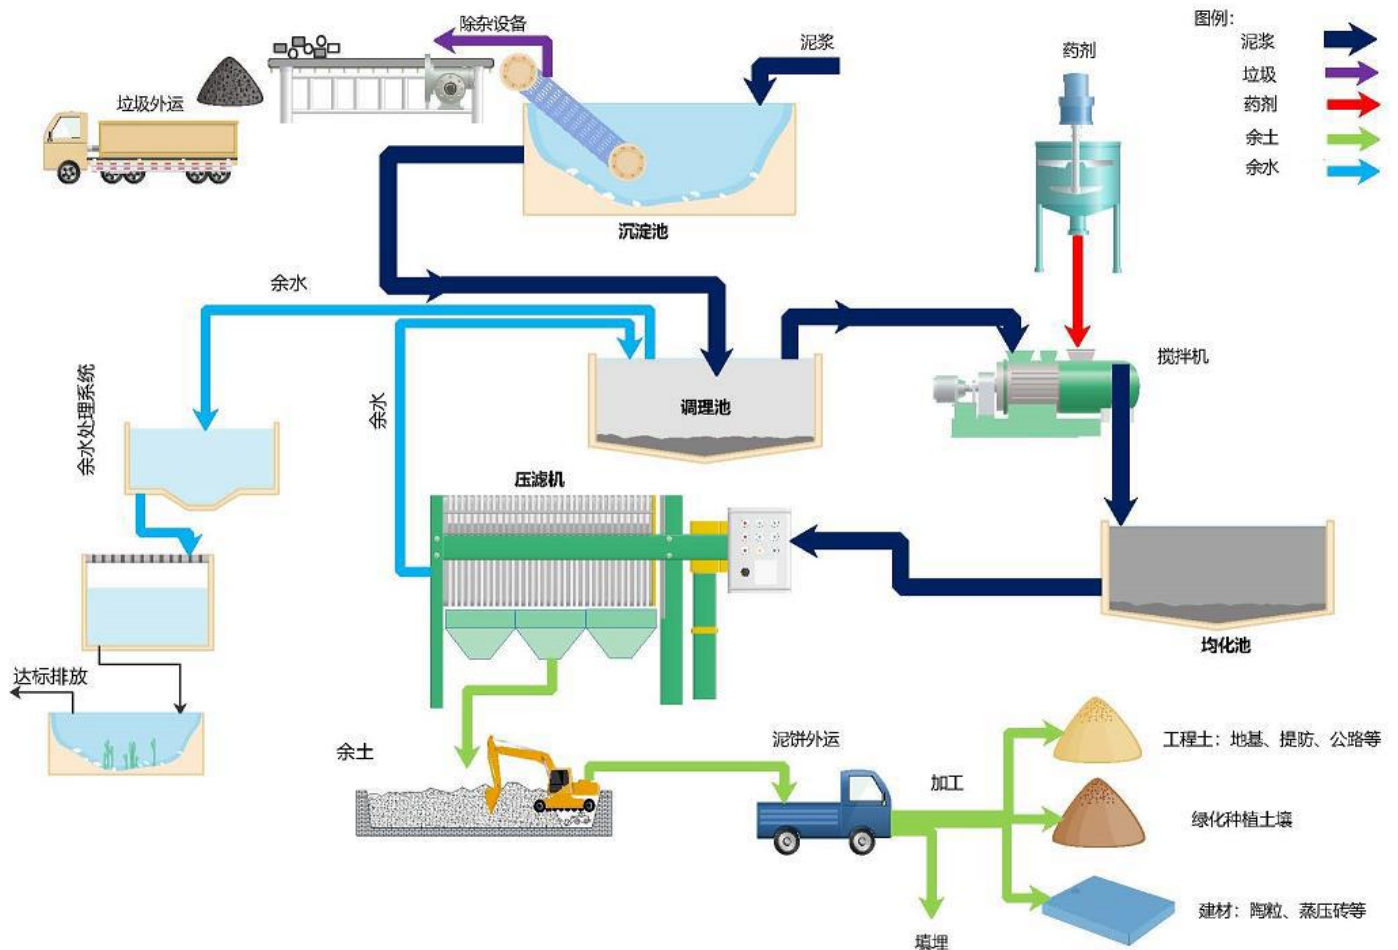 除杂设备
泥浆
药剂
图例：
泥浆
垃圾
药剂
余土
余水
垃圾外运
沉淀池
余水
搅拌机
调理池
余水
余水处理系统
压滤机
均化池
达标排放
余土
泥饼外运
加工
工程土：地基、提防、公路等
绿化种植土壤
建材：陶粒、蒸压砖等
填埋